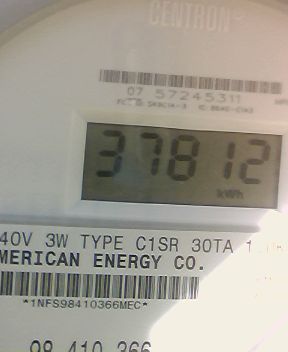 CENTRON
07 57245311
37812
kWh
40V 3W TYPE C1SR 30TA
MERICAN ENERGY CO.
*1NFS98410366MEC*
98 410 366